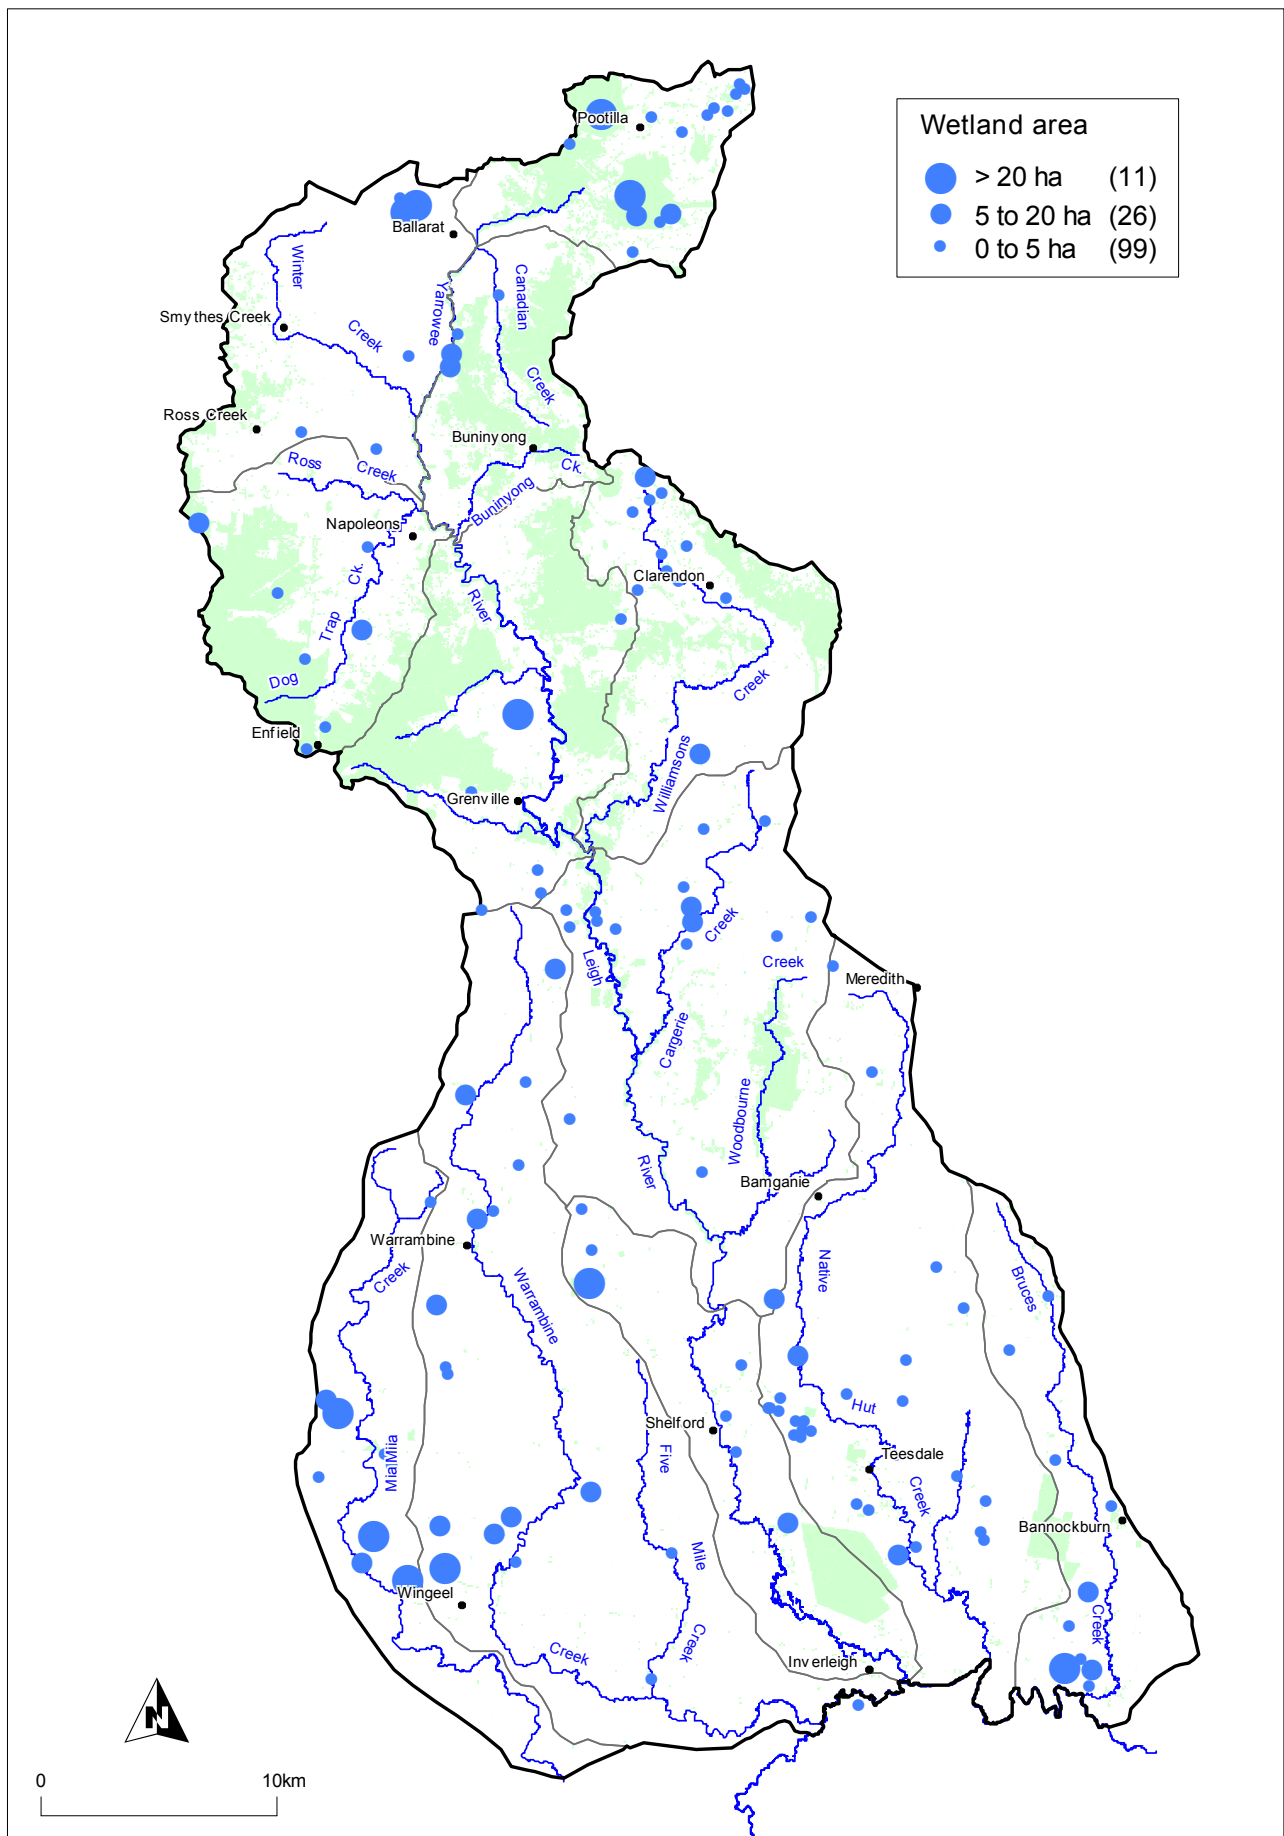 Wetland area
> 20 ha (11)
5 to 20 ha (26)
0 to 5 ha (99)
Pootilla
Ballarat
Winter
Creek
Yarrowee
Canadian
Creek
Smythes Creek
Ross Creek
Ross
Creek
Buninyong
Buninyong
Ck.
Napoleons
Clarendon
River
Dog
Trap
Ck.
Creek
Enfield
Williamsons
Grenville
Creek
Creek
Leigh
Meredith
Cargerie
Woodbourne
River
Bamganie
Warrambine
Creek
Warrambine
Native
Bruces
Hut
Shelford
Five
Teesdale
Mia Mia
Creek
Bannockburn
Mile
Wingeel
Creek
Creek
Creek
Inverleigh
N
0
10km